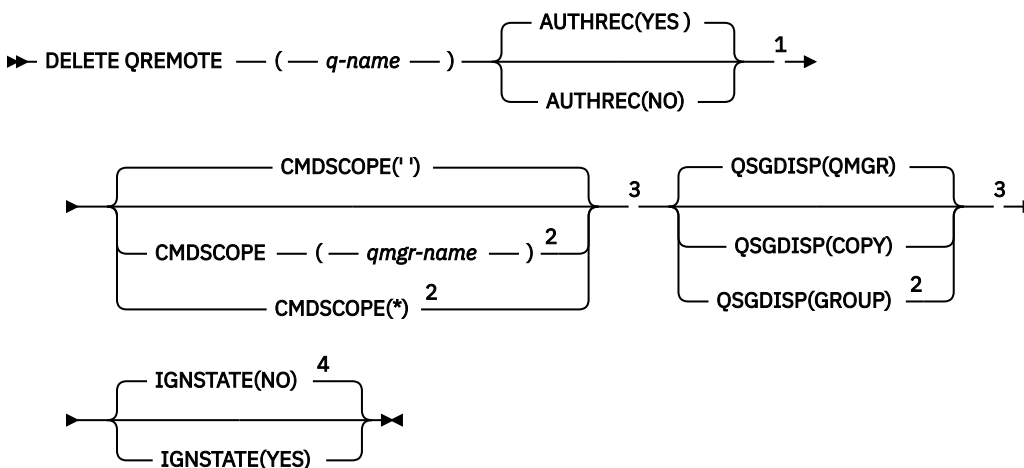 AUTHREC(YES )
DELETE QREMOTE ( q-name ) 1
AUTHREC(NO)
CMDSCOPE(' ') QSGDISP(QMGR)
3 3
CMDSCOPE ( qmgr-name ) 2 QSGDISP(COPY)
CMDSCOPE(*) 2 QSGDISP(GROUP) 2
IGNSTATE(NO) 4
IGNSTATE(YES)